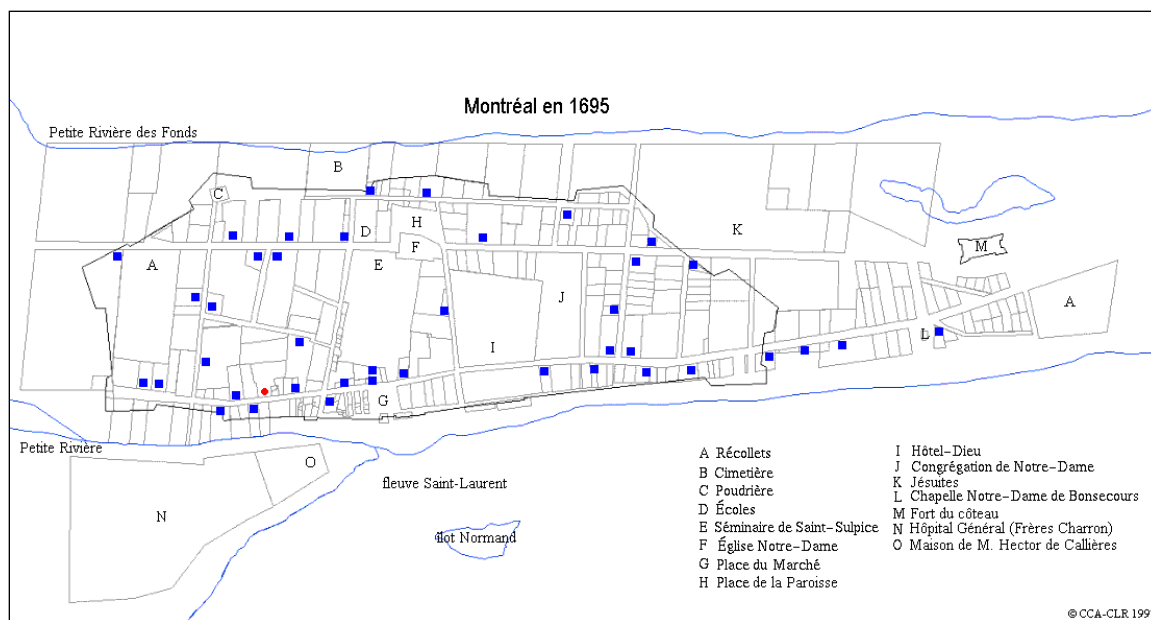 Montréal en 1695
Petite Rivière des Fonds
B
C
D
H
F
K
M
A
E
J
A
I
L
G
Petite Rivière
O
N
fleuve Saint-Laurent
îlot Normand
A Récollets
B Cimetière
C Poudrière
D Écoles
E Séminaire de Saint-Sulpice
F Église Notre-Dame
G Place du Marché
H Place de la Paroisse
I Hôtel-Dieu
J Congrégation de Notre-Dame
K Jésuites
L Chapelle Notre-Dame de Bonsecours
M Fort du côteau
N Hôpital Général (Frères Charron)
O Maison de M. Hector de Callières
© CCA-CLR 199